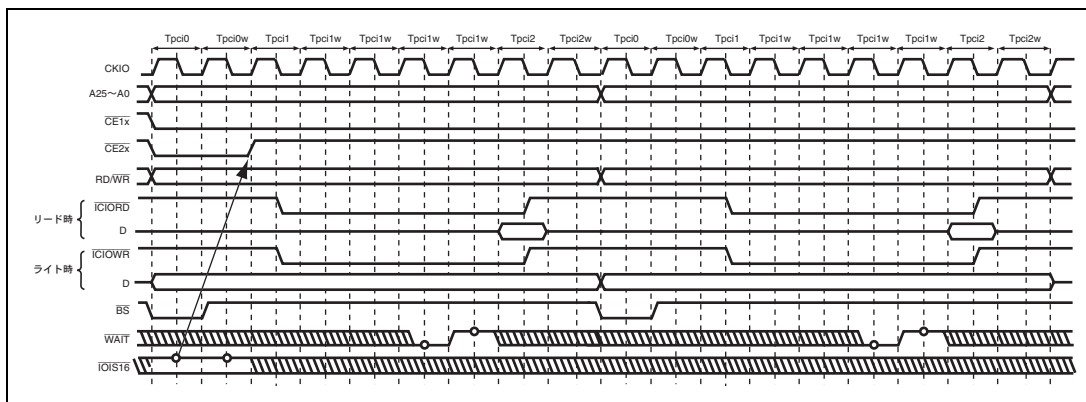 Tpci0 Tpci0w Tpci1 Tpci1w Tpci1w Tpci1w Tpci1w Tpci2 Tpci2w Tpci0 Tpci0w Tpci1 Tpci1w Tpci1w Tpci1w Tpci1w Tpci2 Tpci2w
CKIO
A25~A0
CE1x
CE2x
RD/WR
リード時
ICIORD
D
ライト時
ICIOWR
D
BS
WAIT
IOIS16